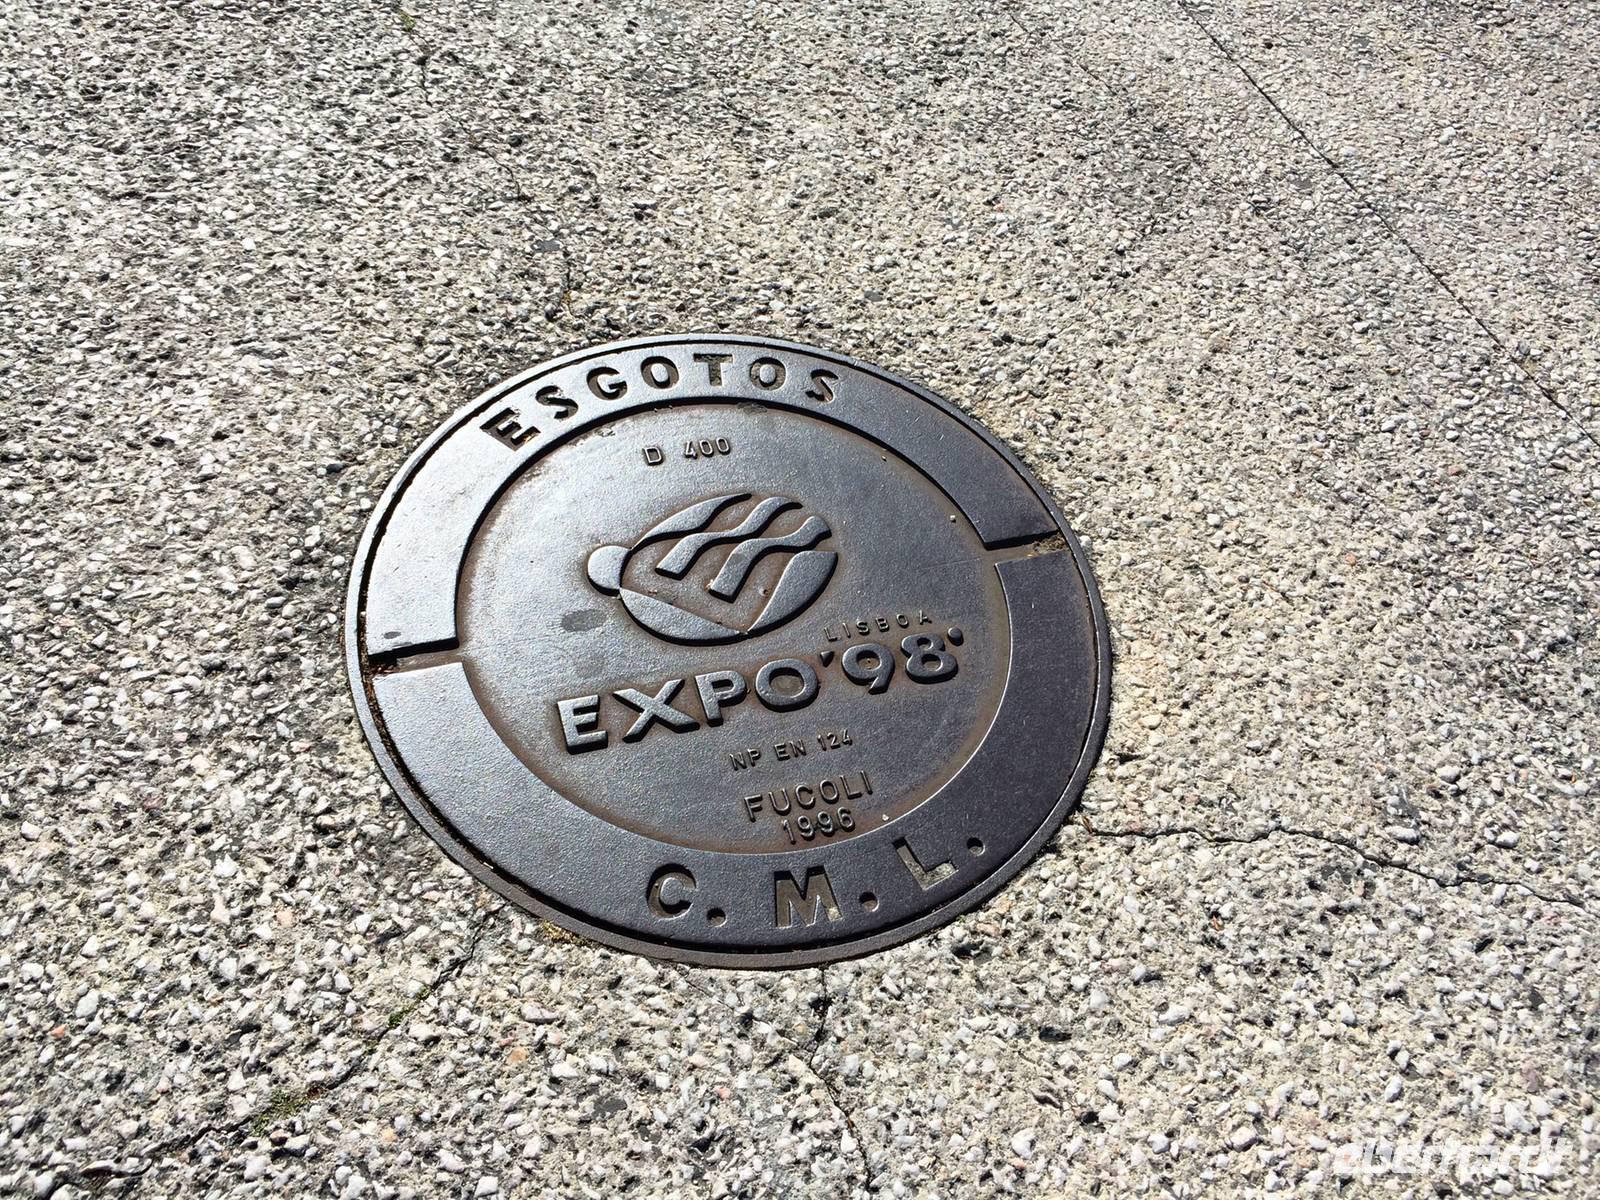 ESGOTOS
D 400
LISBOA
EXPO'98'
NP EN 124
FUCOLI
1996
C. M. L.